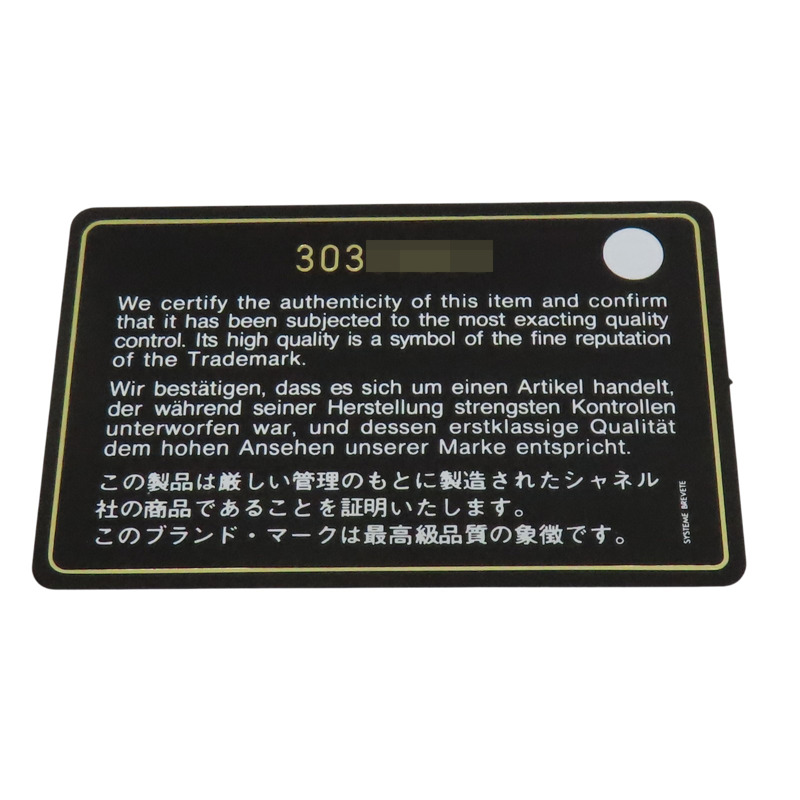 303
We certify the authenticity of this item and confirm
that it has been subjected to the most exacting quality
control. Its high quality is a symbol of the fine reputation
of the Trademark.
Wir bestätigen, dass es sich um einen Artikel handelt,
der während seiner Herstellung strengsten Kontrollen
unterworfen war, und dessen erstklassige Qualität
dem hohen Ansehen unserer Marke entspricht.
この製品は厳しい管理のもとに製造されたシャネル
社の商品であることを証明いたします。
このブランド・マークは最高級品質の象徴です。
SYSTEME BREVETE